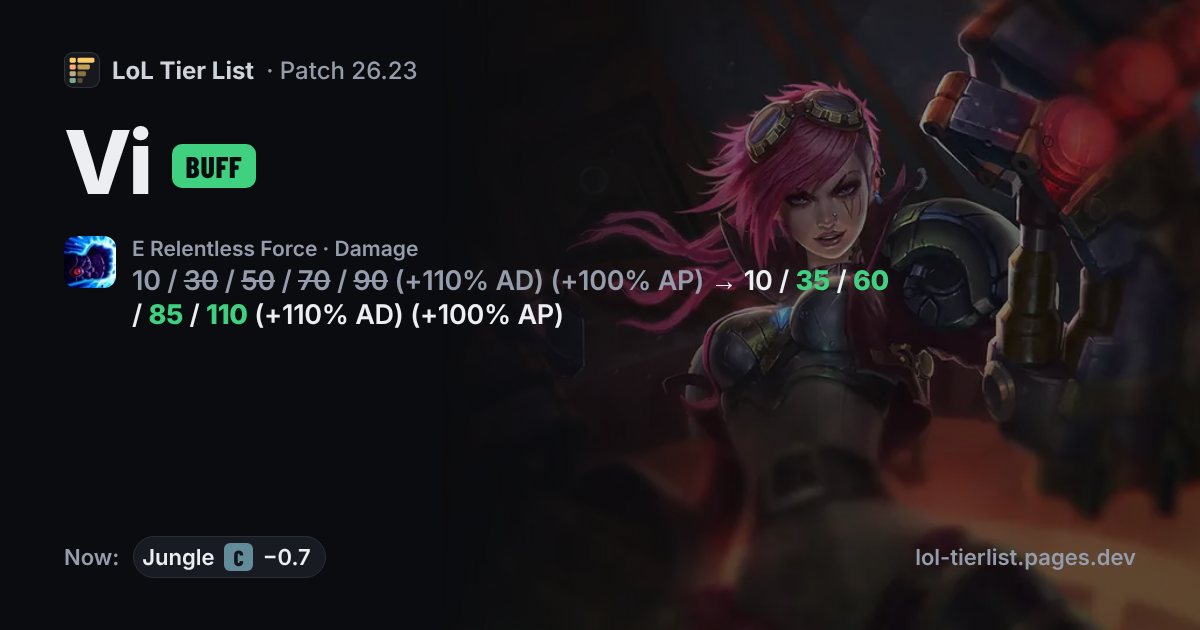 LoL Tier List · Patch 26.23
Vi BUFF
E Relentless Force · Damage
10 / 30 / 50 / 70 / 90 (+110% AD) (+100% AP) → 10 / 35 / 60
/ 85 / 110 (+110% AD) (+100% AP)
Now: Jungle C −0.7
lol-tierlist.pages.dev